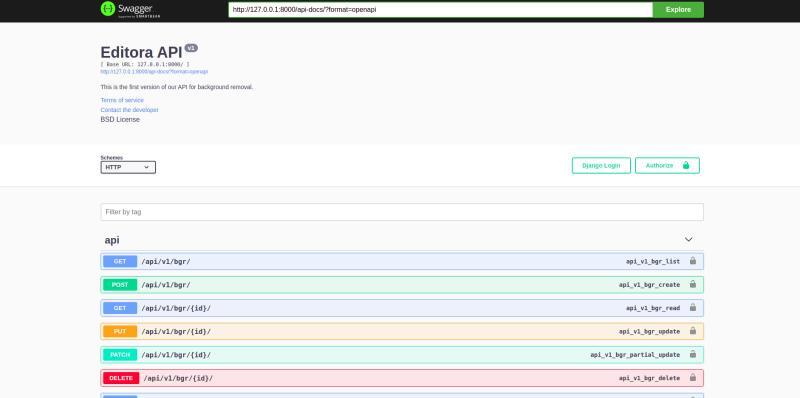 Swagger
Supported by SMARTBEAR
http://127.0.0.1:8000/api-docs/?format=openapi
Explore
Editora API v1
[ Base URL: 127.0.0.1:8000/ ]
http://127.0.0.1:8000/api-docs/?format=openapi
This is the first version of our API for background removal.
Terms of service
Contact the developer
BSD License
Schemes
HTTP
Django Login
Authorize
Filter by tag
api
GET /api/v1/bgr/ api_v1_bgr_list
POST /api/v1/bgr/ api_v1_bgr_create
GET /api/v1/bgr/{id}/ api_v1_bgr_read
PUT /api/v1/bgr/{id}/ api_v1_bgr_update
PATCH /api/v1/bgr/{id}/ api_v1_bgr_partial_update
DELETE /api/v1/bgr/{id}/ api_v1_bgr_delete